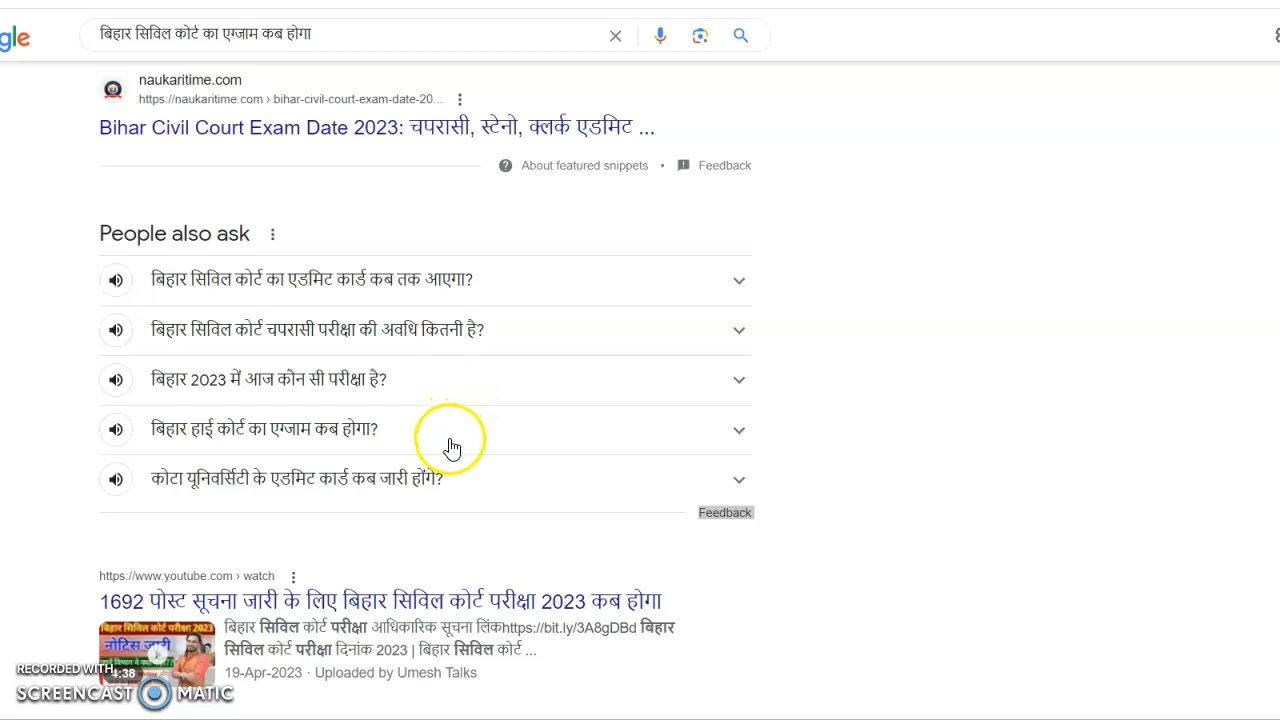 gle
बिहार सिविल कोर्ट का एग्जाम कब होगा
naukaritime.com
https://naukaritime.com › bihar-civil-court-exam-date-20...
Bihar Civil Court Exam Date 2023: चपरासी, स्टेनो, क्लर्क एडमिट ...
About featured snippets • Feedback
People also ask
बिहार सिविल कोर्ट का एडमिट कार्ड कब तक आएगा?
बिहार सिविल कोर्ट चपरासी परीक्षा की अवधि कितनी है?
बिहार 2023 में आज कौन सी परीक्षा है?
बिहार हाई कोर्ट का एग्जाम कब होगा?
कोटा यूनिवर्सिटी के एडमिट कार्ड कब जारी होंगे?
Feedback
https://www.youtube.com › watch
1692 पोस्ट सूचना जारी के लिए बिहार सिविल कोर्ट परीक्षा 2023 कब होगा
बिहार सिविल कोर्ट परीक्षा 2023
नोटिस जारी
बिहार सिविल कोर्ट परीक्षा आधिकारिक सूचना लिंकhttps://bit.ly/3A8gDBd बिहार
सिविल कोर्ट परीक्षा दिनांक 2023 | बिहार सिविल कोर्ट ...
4:38
19-Apr-2023 · Uploaded by Umesh Talks
RECORDED WITH
SCREENCAST MATIC